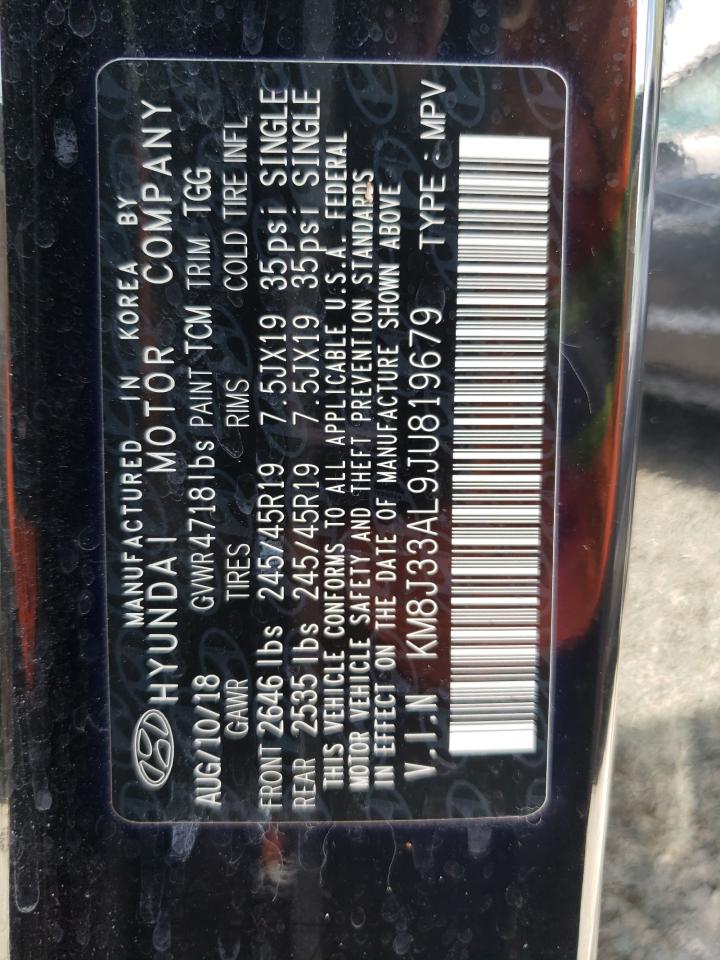 MANUFACTURED IN KOREA BY
HYUNDAI MOTOR COMPANY
AUG/10/18 GVWR 4718 lbs PAINT TCM TRIM TGG
GAWR TIRES RIMS COLD TIRE INFL
FRONT 2646 lbs 245/45R19 7.5JX19 35psi SINGLE
REAR 2535 lbs 245/45R19 7.5JX19 35psi SINGLE
THIS VEHICLE CONFORMS TO ALL APPLICABLE U.S.A. FEDERAL
MOTOR VEHICLE SAFETY AND THEFT PREVENTION STANDARDS
IN EFFECT ON THE DATE OF MANUFACTURE SHOWN ABOVE
V.I.N KM8J33AL9JU819679 TYPE : MPV